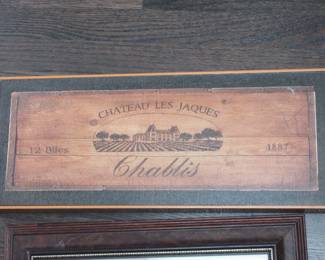 CHATEAU LES JAQUES
12 Btles 1887
Chablis